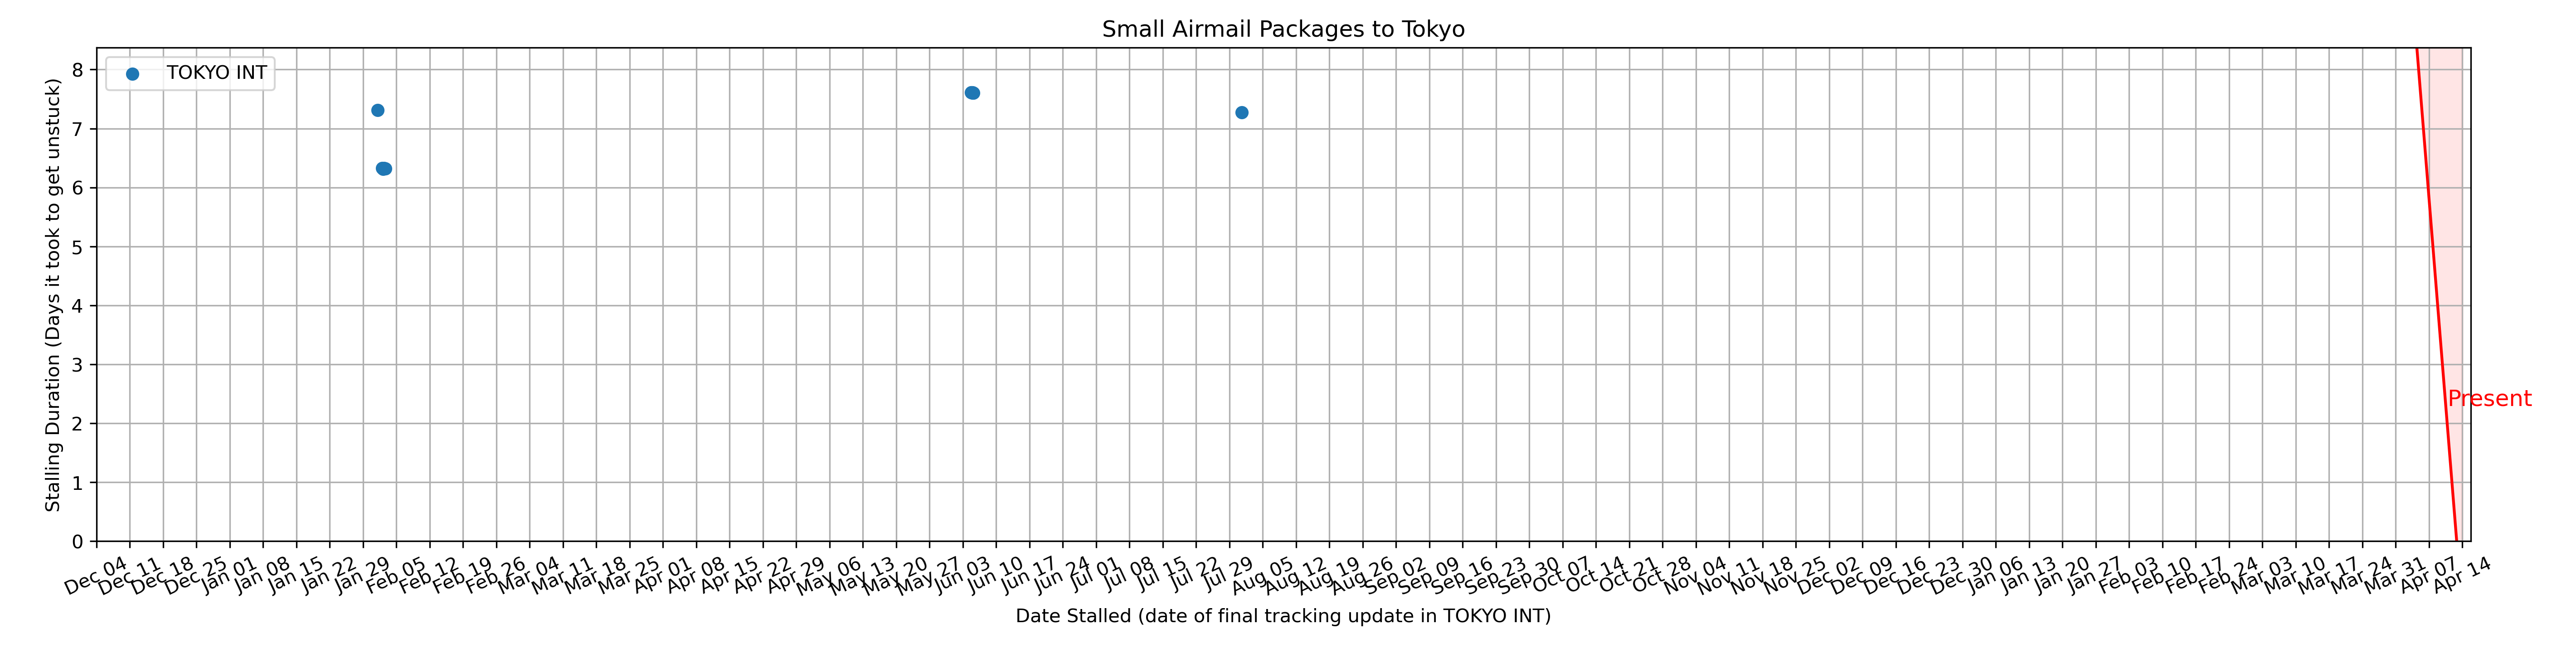 Small Airmail Packages to Tokyo
TOKYO INT
Stalling Duration (Days it took to get unstuck)
8
7
6
5
4
3
2
1
0
Present
Dec 04 Dec 11 Dec 18 Dec 25 Jan 01 Jan 08 Jan 15 Jan 22 Jan 29 Feb 05 Feb 12 Feb 19 Feb 26 Mar 04 Mar 11 Mar 18 Mar 25 Apr 01 Apr 08 Apr 15 Apr 22 Apr 29 May 06 May 13 May 20 May 27 Jun 03 Jun 10 Jun 17 Jun 24 Jul 01 Jul 08 Jul 15 Jul 22 Jul 29 Aug 05 Aug 12 Aug 19 Aug 26 Sep 02 Sep 09 Sep 16 Sep 23 Sep 30 Oct 07 Oct 14 Oct 21 Oct 28 Nov 04 Nov 11 Nov 18 Nov 25 Dec 02 Dec 09 Dec 16 Dec 23 Dec 30 Jan 06 Jan 13 Jan 20 Jan 27 Feb 03 Feb 10 Feb 17 Feb 24 Mar 03 Mar 10 Mar 17 Mar 24 Mar 31 Apr 07 Apr 14
Date Stalled (date of final tracking update in TOKYO INT)